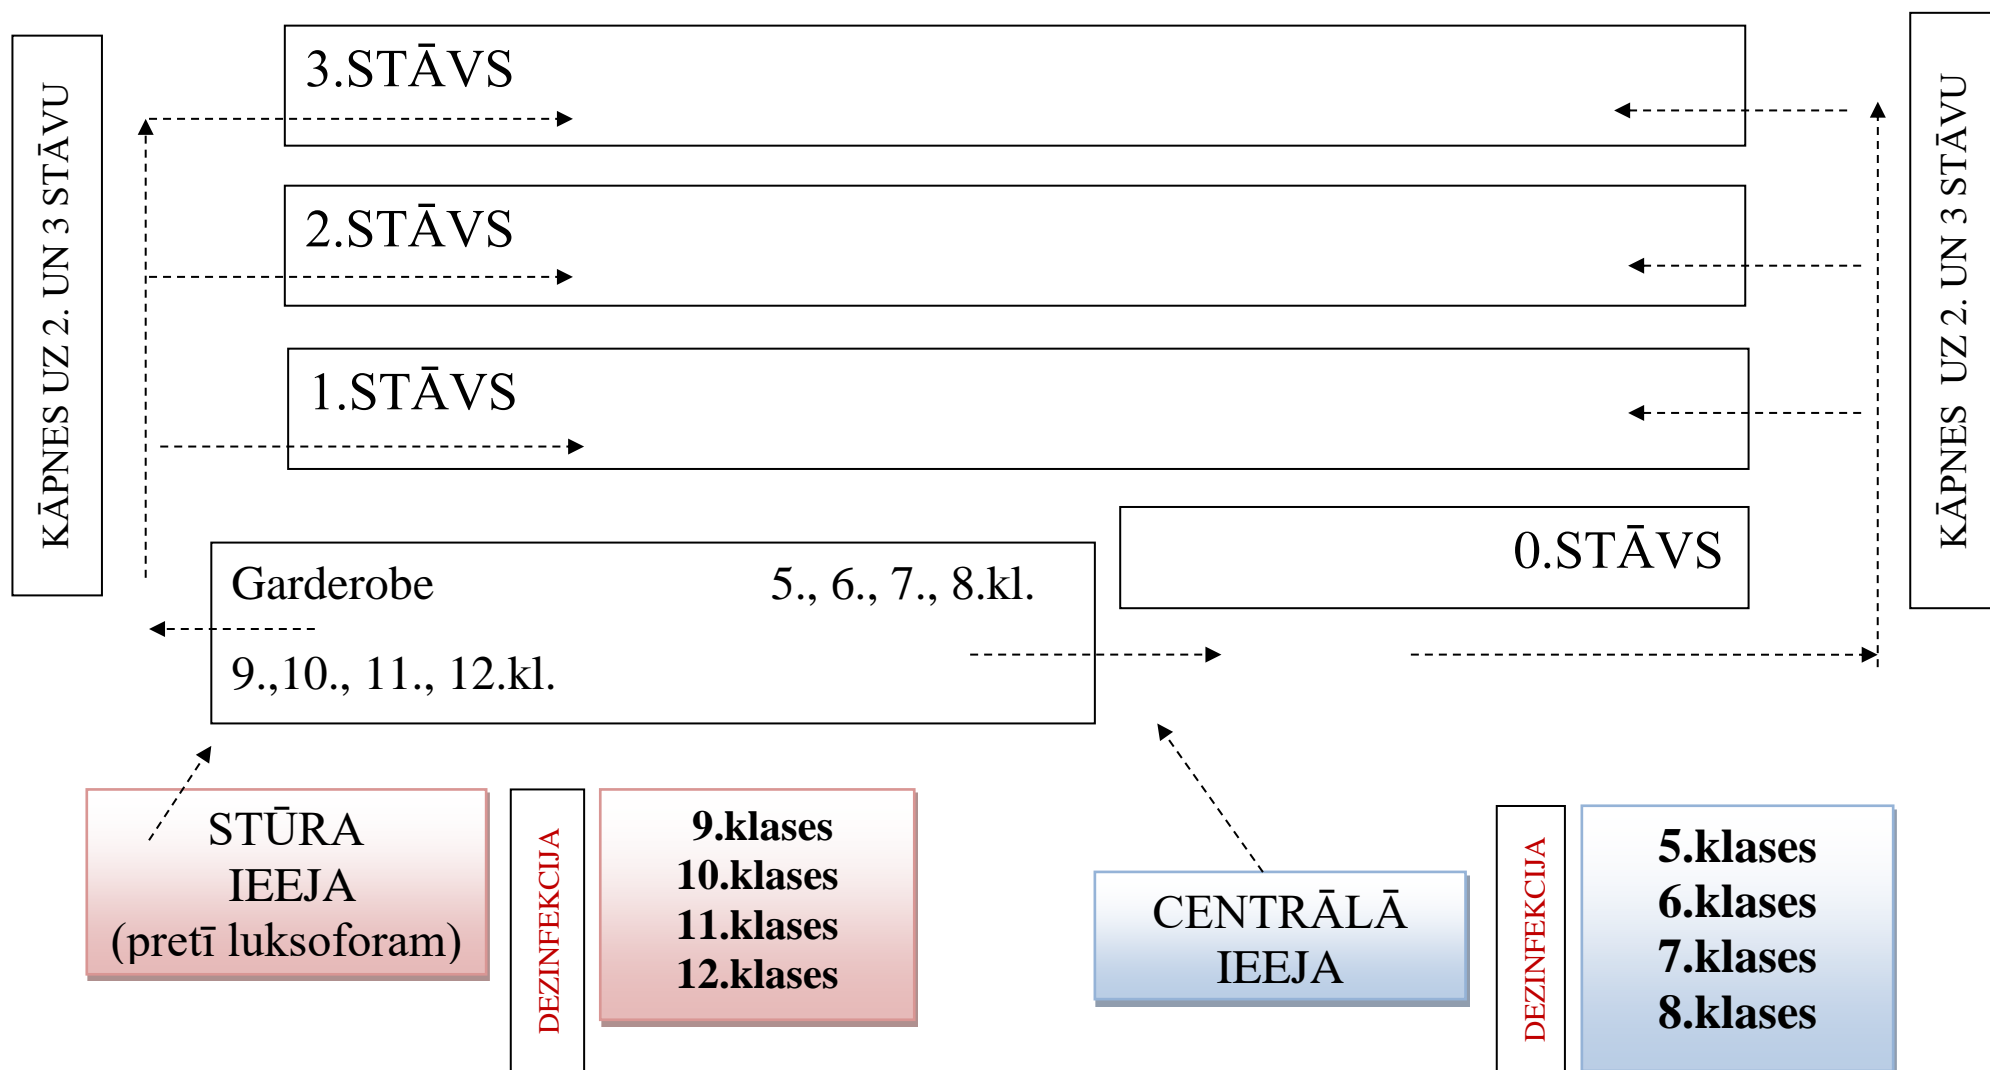 KĀPNES UZ 2. UN 3 STĀVU
3.STĀVS
2.STĀVS
1.STĀVS
0.STĀVS
KĀPNES UZ 2. UN 3 STĀVU
Garderobe 5., 6., 7., 8.kl.
9.,10., 11., 12.kl.
STŪRA
IEEJA
(pretī luksoforam)
DEZINFEKCIJA
9.klases
10.klases
11.klases
12.klases
CENTRĀLĀ
IEEJA
DEZINFEKCIJA
5.klases
6.klases
7.klases
8.klases